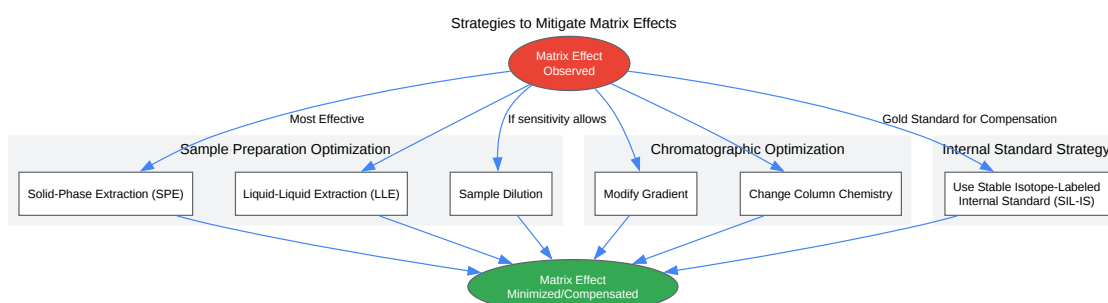 Strategies to Mitigate Matrix Effects
Matrix Effect
Observed
Most Effective
If sensitivity allows
Gold Standard for Compensation
Sample Preparation Optimization
Chromatographic Optimization
Internal Standard Strategy
Solid-Phase Extraction (SPE)
Liquid-Liquid Extraction (LLE)
Sample Dilution
Modify Gradient
Change Column Chemistry
Use Stable Isotope-Labeled
Internal Standard (SIL-IS)
Matrix Effect
Minimized/Compensated